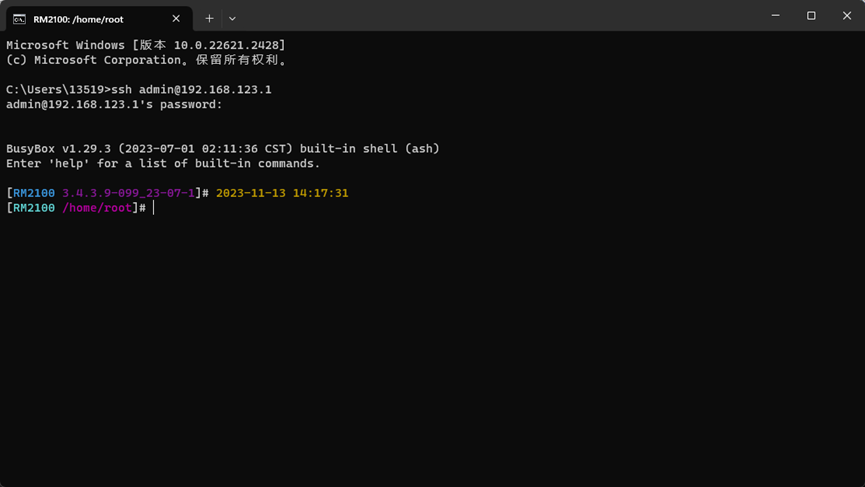 RM2100: /home/root
Microsoft Windows [版本 10.0.22621.2428]
(c) Microsoft Corporation。保留所有权利。
C:\Users\13519>ssh admin@192.168.123.1
admin@192.168.123.1's password:
BusyBox v1.29.3 (2023-07-01 02:11:36 CST) built-in shell (ash)
Enter 'help' for a list of built-in commands.
[RM2100 3.4.3.9-099_23-07-1]# 2023-11-13 14:17:31
[RM2100 /home/root]#